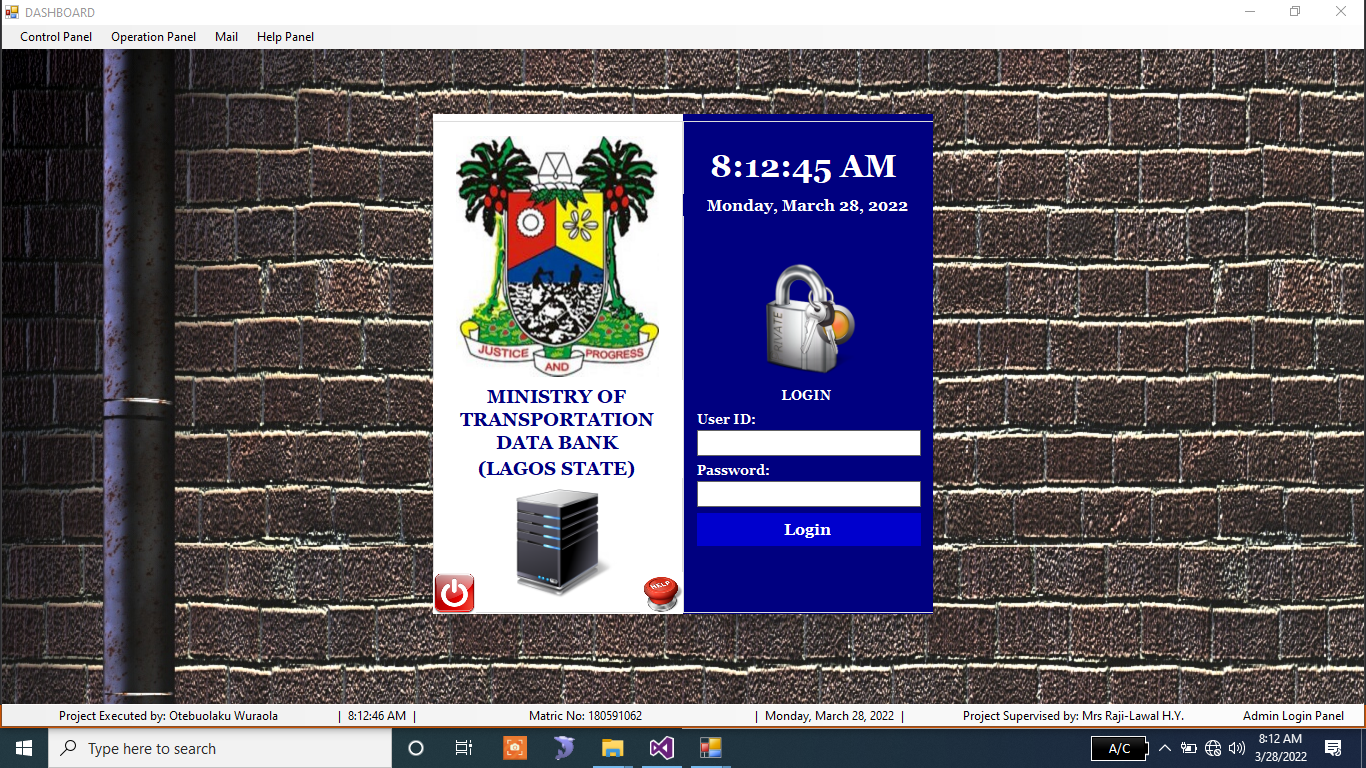 DASHBOARD
Control Panel Operation Panel Mail Help Panel
8:12:45 AM
Monday, March 28, 2022
JUSTICE AND PROGRESS
PRIVATE
MINISTRY OF
TRANSPORTATION
DATA BANK
(LAGOS STATE)
HELP
LOGIN
User ID:
Password:
Login
Project Executed by: Otebuolaku Wuraola | 8:12:46 AM | Matric No: 180591062 | Monday, March 28, 2022 | Project Supervised by: Mrs Raji-Lawal H.Y. Admin Login Panel
Type here to search
A/C
8:12 AM
3/28/2022